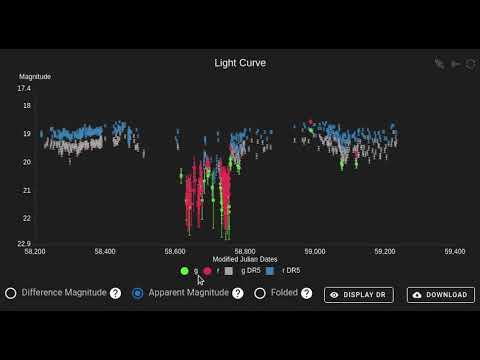 Light Curve
Magnitude
17.4
18
19
20
21
22
22.9
58,200 58,400 58,600 58,800 59,000 59,200 59,400
Modified Julian Dates
g r g DR5 r DR5
Difference Magnitude ? Apparent Magnitude ? Folded ? DISPLAY DR DOWNLOAD